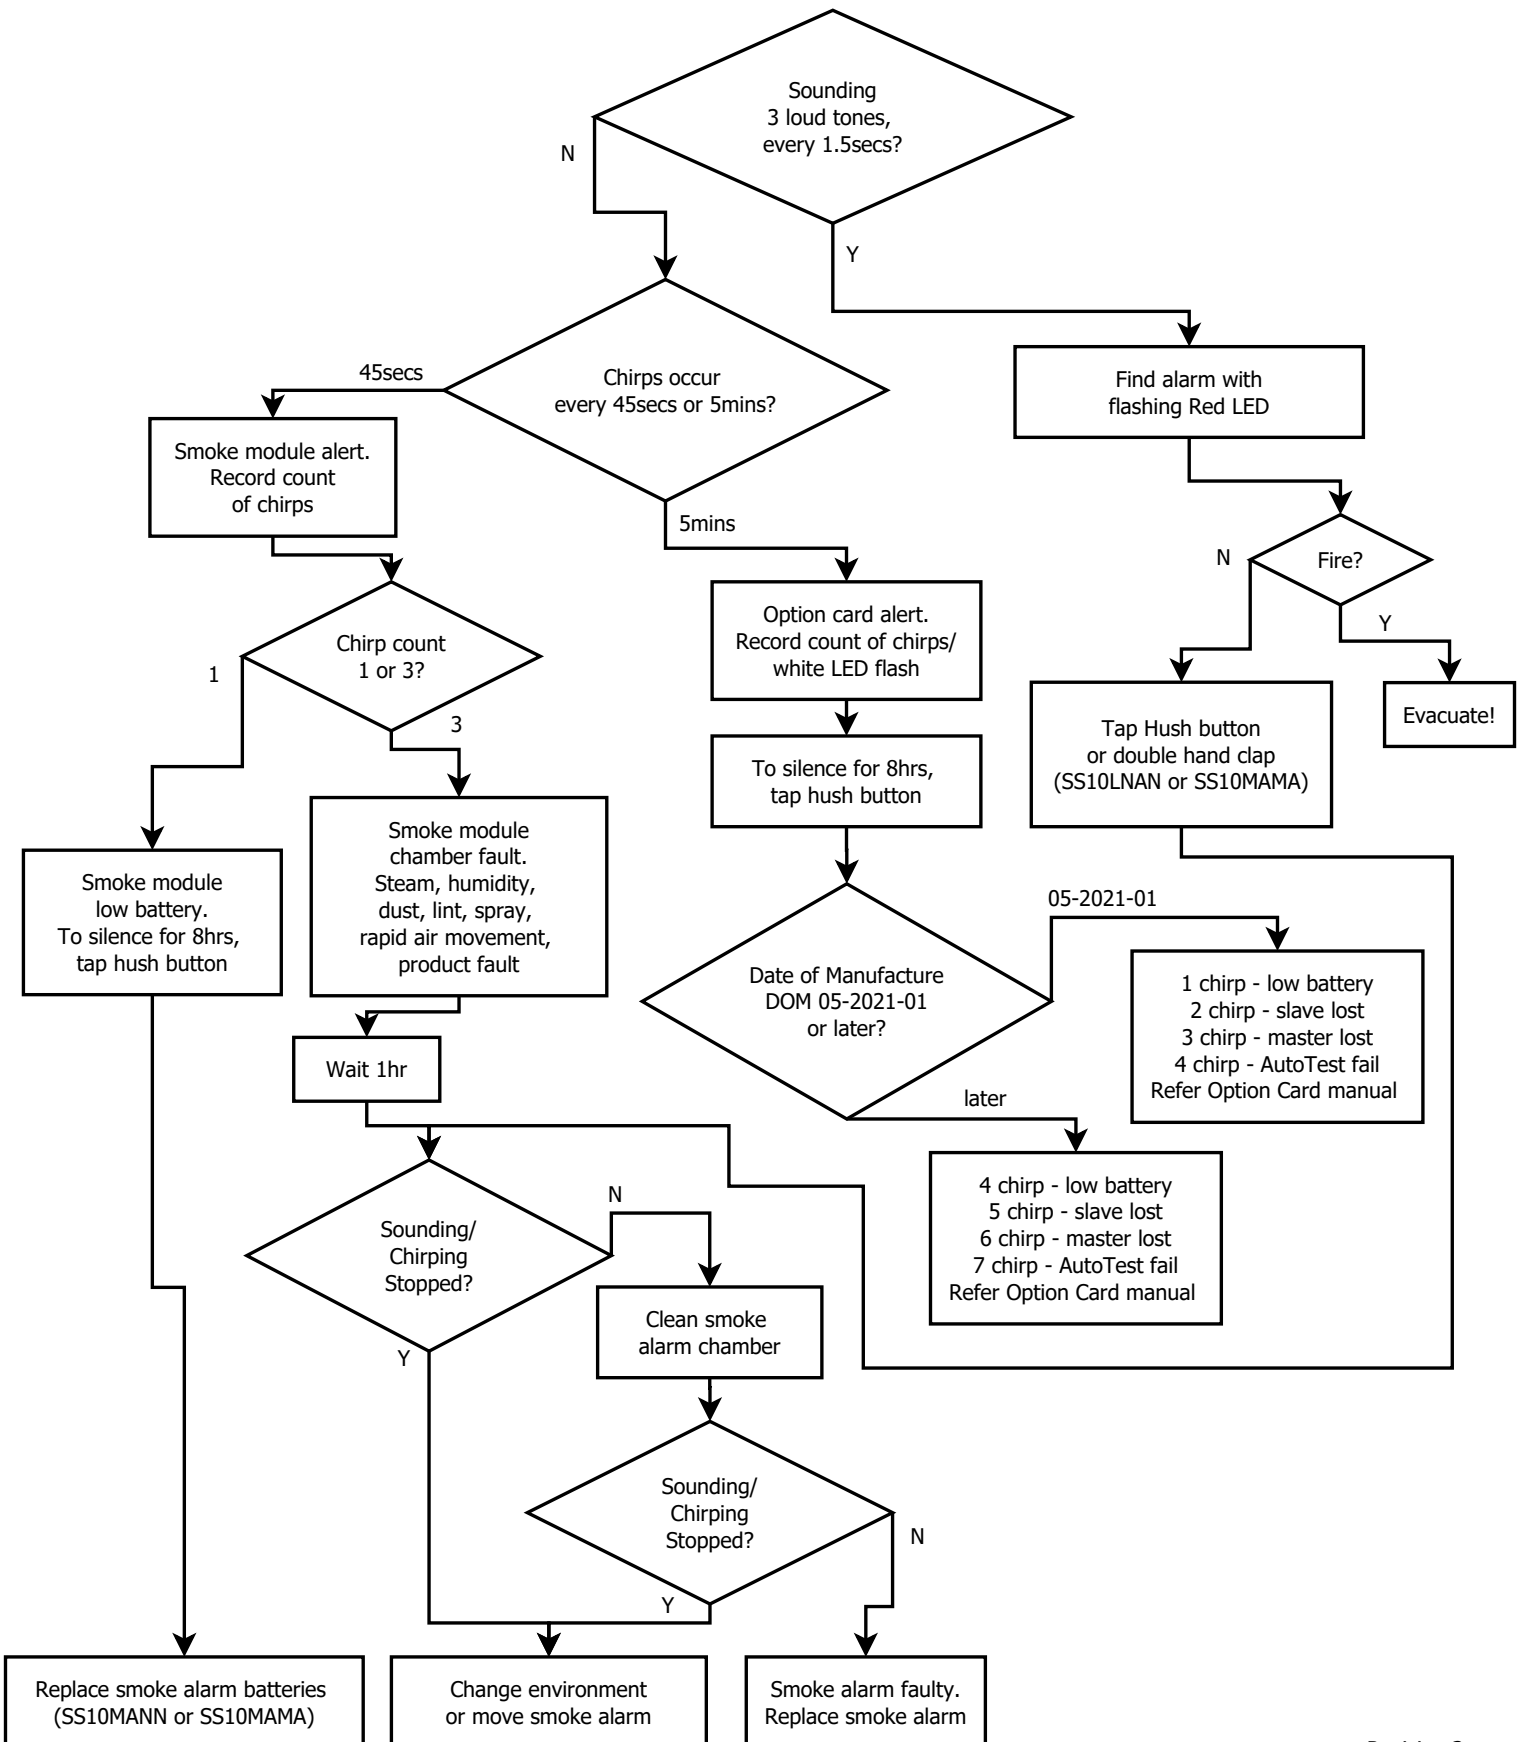 Sounding
3 loud tones,
every 1.5secs?
N
Y
Chirps occur
every 45secs or 5mins?
45secs
5mins
Find alarm with
flashing Red LED
Smoke module alert.
Record count
of chirps
Fire?
N
Y
Chirp count
1 or 3?
1
3
Option card alert.
Record count of chirps/
white LED flash
Tap Hush button
or double hand clap
(SS10LNAN or SS10MAMA)
Evacuate!
To silence for 8hrs,
tap hush button
Smoke module
low battery.
To silence for 8hrs,
tap hush button
Smoke module
chamber fault.
Steam, humidity,
dust, lint, spray,
rapid air movement,
product fault
Date of Manufacture
DOM 05-2021-01
or later?
05-2021-01
later
1 chirp - low battery
2 chirp - slave lost
3 chirp - master lost
4 chirp - AutoTest fail
Refer Option Card manual
Wait 1hr
4 chirp - low battery
5 chirp - slave lost
6 chirp - master lost
7 chirp - AutoTest fail
Refer Option Card manual
Sounding/
Chirping
Stopped?
N
Y
Clean smoke
alarm chamber
Sounding/
Chirping
Stopped?
N
Y
Replace smoke alarm batteries
(SS10MANN or SS10MAMA)
Change environment
or move smoke alarm
Smoke alarm faulty.
Replace smoke alarm